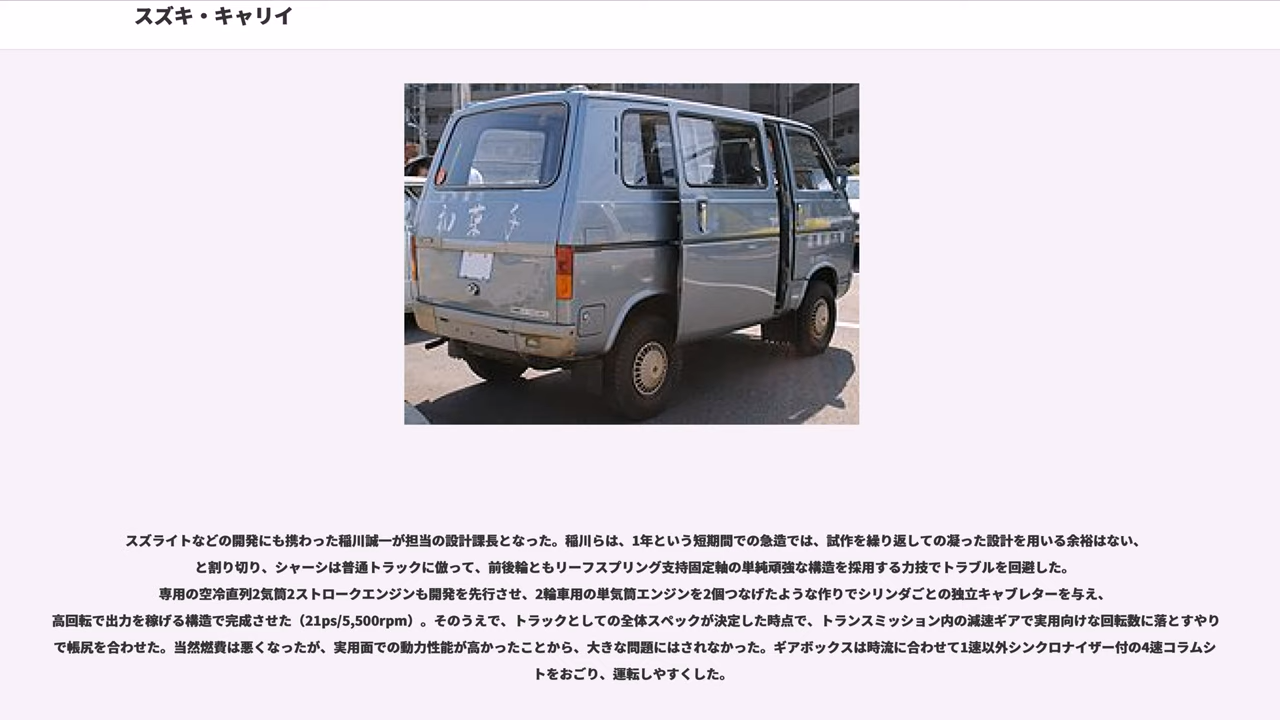 スズキ・キャリイ
和菓子
スズライトなどの開発にも携わった稲川誠一が担当の設計課長となった。稲川らは、1年という短期間での急造では、試作を繰り返しての凝った設計を用いる余裕はない、
と割り切り、シャーシは普通トラックに倣って、前後輪ともリーフスプリング支持固定軸の単純頑強な構造を採用する力技でトラブルを回避した。
専用の空冷直列2気筒2ストロークエンジンも開発を先行させ、2輪車用の単気筒エンジンを2個つなげたような作りでシリンダごとの独立キャブレターを与え、
高回転で出力を稼げる構造で完成させた（21ps/5,500rpm）。そのうえで、トラックとしての全体スペックが決定した時点で、トランスミッション内の減速ギアで実用向けな回転数に落とすやり
で帳尻を合わせた。当然燃費は悪くなったが、実用面での動力性能が高かったことから、大きな問題にはされなかった。ギアボックスは時流に合わせて1速以外シンクロナイザー付の4速コラムシ
トをおごり、運転しやすくした。